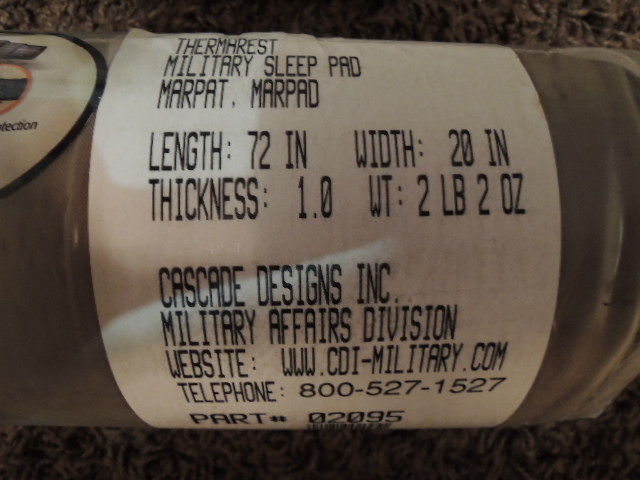 otection
THERMAREST
MILITARY SLEEP PAD
MARPAT, MARPAD
LENGTH: 72 IN WIDTH: 20 IN
THICKNESS: 1.0 WT: 2 LB 2 OZ
CASCADE DESIGNS INC.
MILITARY AFFAIRS DIVISION
WEBSITE: WWW.CDI-MILITARY.COM
TELEPHONE: 800-527-1527
PART# 02095